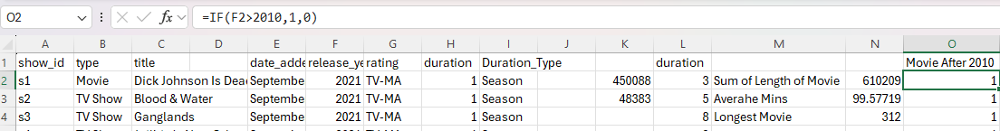 O2 fx =IF(F2>2010,1,0)
A B C D E F G H I J K L M N O
1 show_id type title date_adde release_ye rating duration Duration_Type duration Movie After 2010
2 s1 Movie Dick Johnson Is Dea Septembe 2021 TV-MA 1 Season 450088 3 Sum of Length of Movie 610209 1
3 s2 TV Show Blood & Water Septembe 2021 TV-MA 1 Season 48383 5 Averahe Mins 99.57719 1
4 s3 TV Show Ganglands Septembe 2021 TV-MA 1 Season 8 Longest Movie 312 1